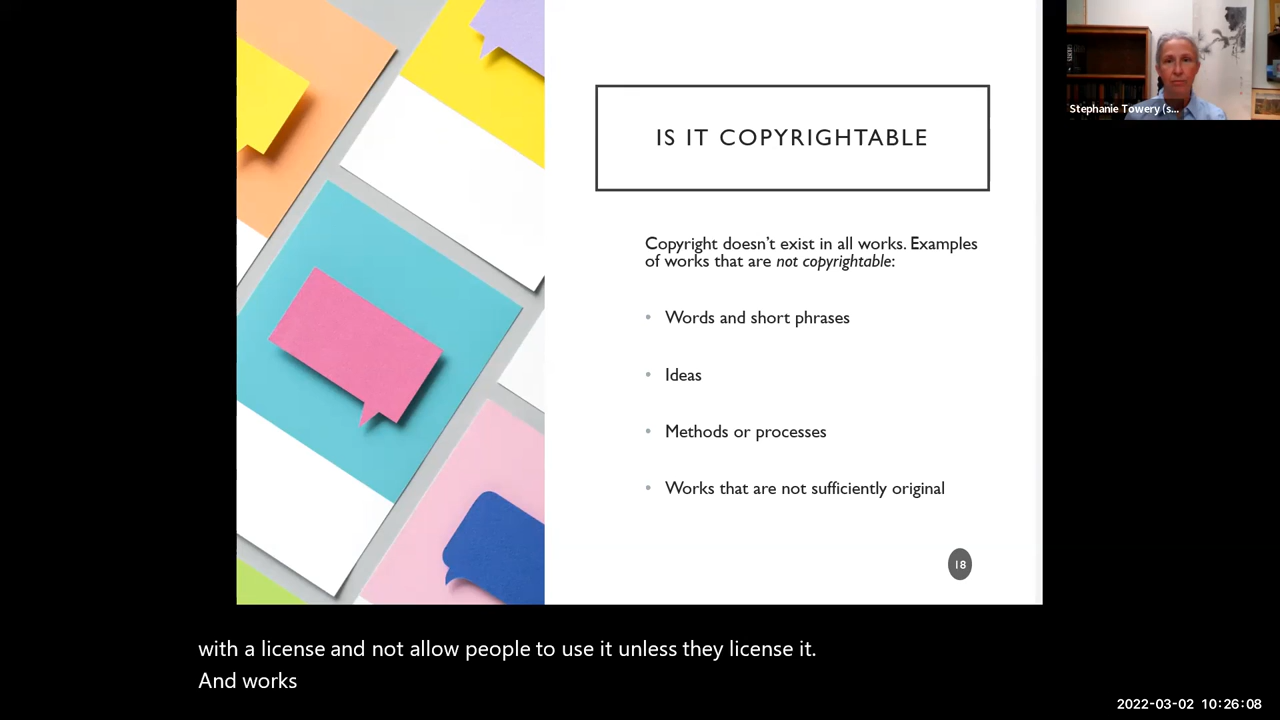 Stephanie Towery (s...
IS IT COPYRIGHTABLE
Copyright doesn't exist in all works. Examples
of works that are not copyrightable:
• Words and short phrases
• Ideas
• Methods or processes
• Works that are not sufficiently original
18
with a license and not allow people to use it unless they license it.
And works
2022-03-02 10:26:08